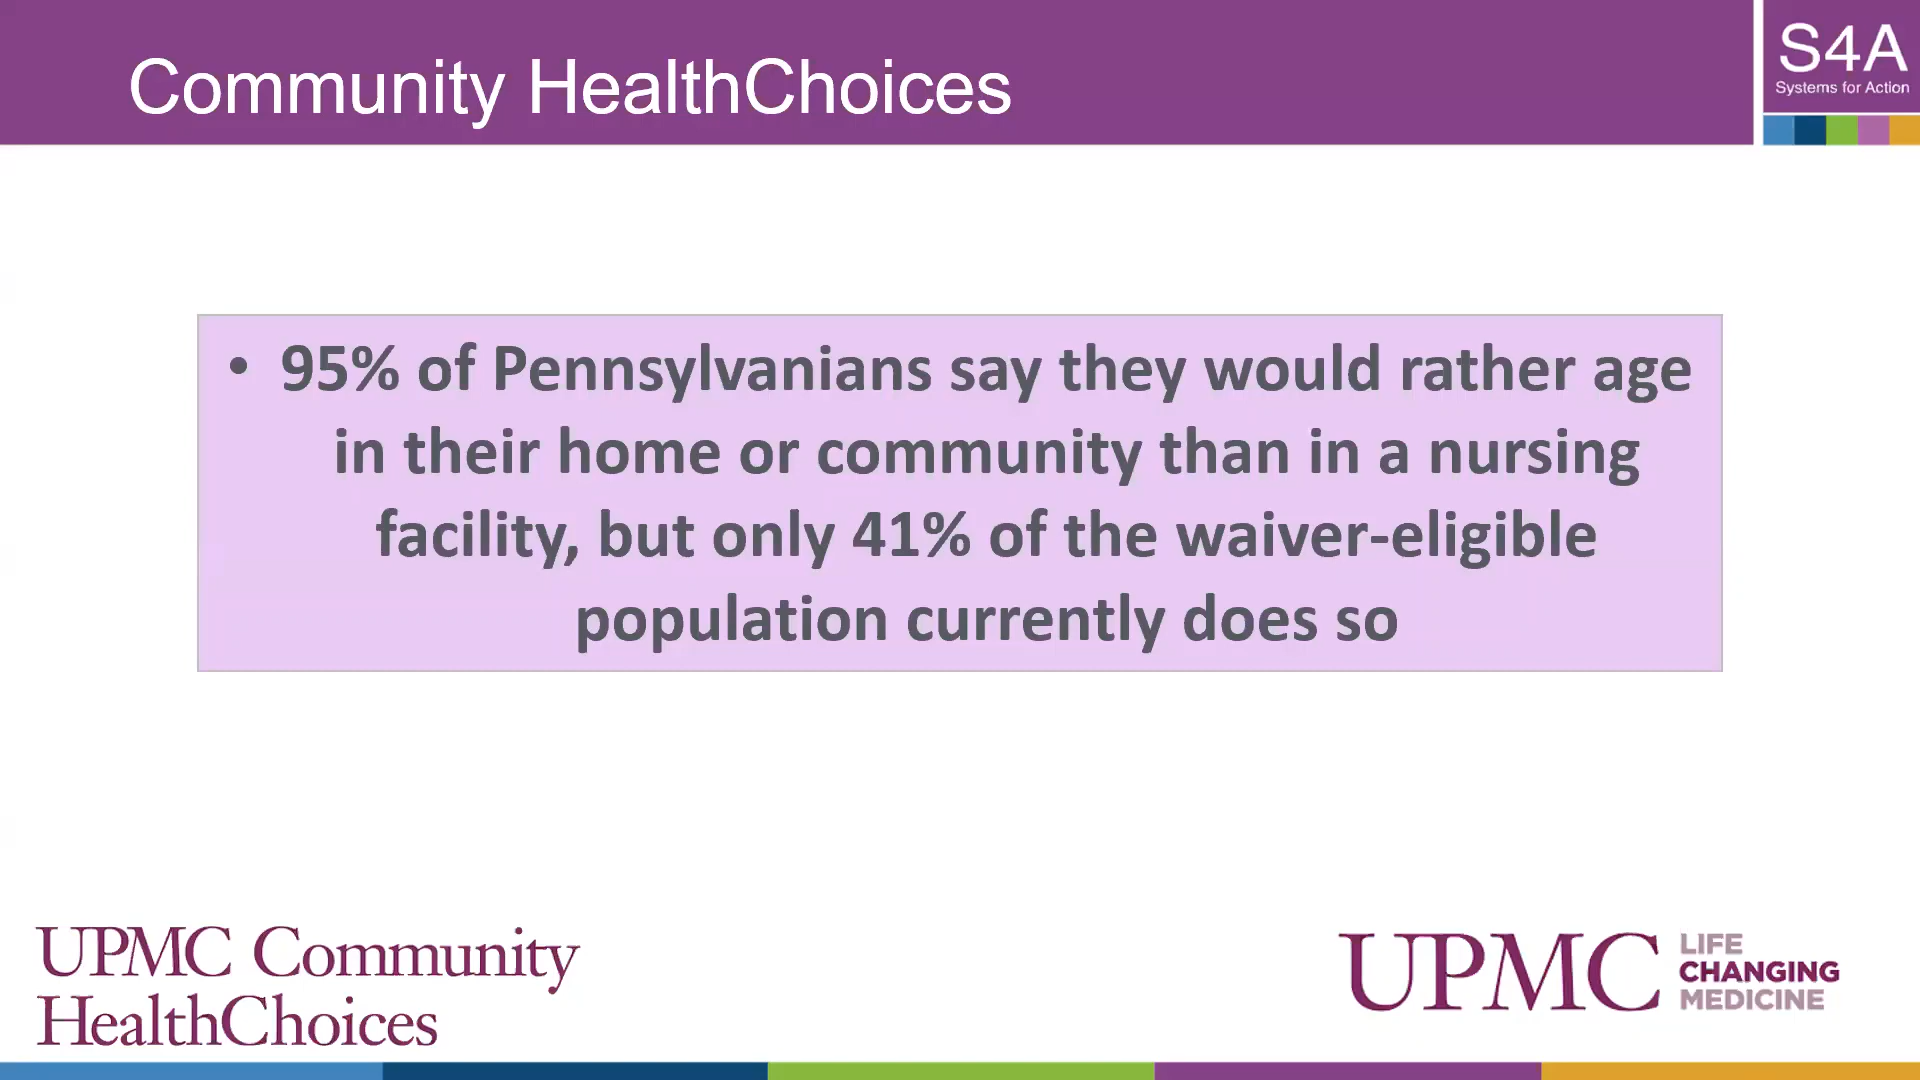 Community HealthChoices
S4A
Systems for Action
• 95% of Pennsylvanians say they would rather age
in their home or community than in a nursing
facility, but only 41% of the waiver-eligible
population currently does so
UPMC Community
HealthChoices
UPMC
LIFE
CHANGING
MEDICINE